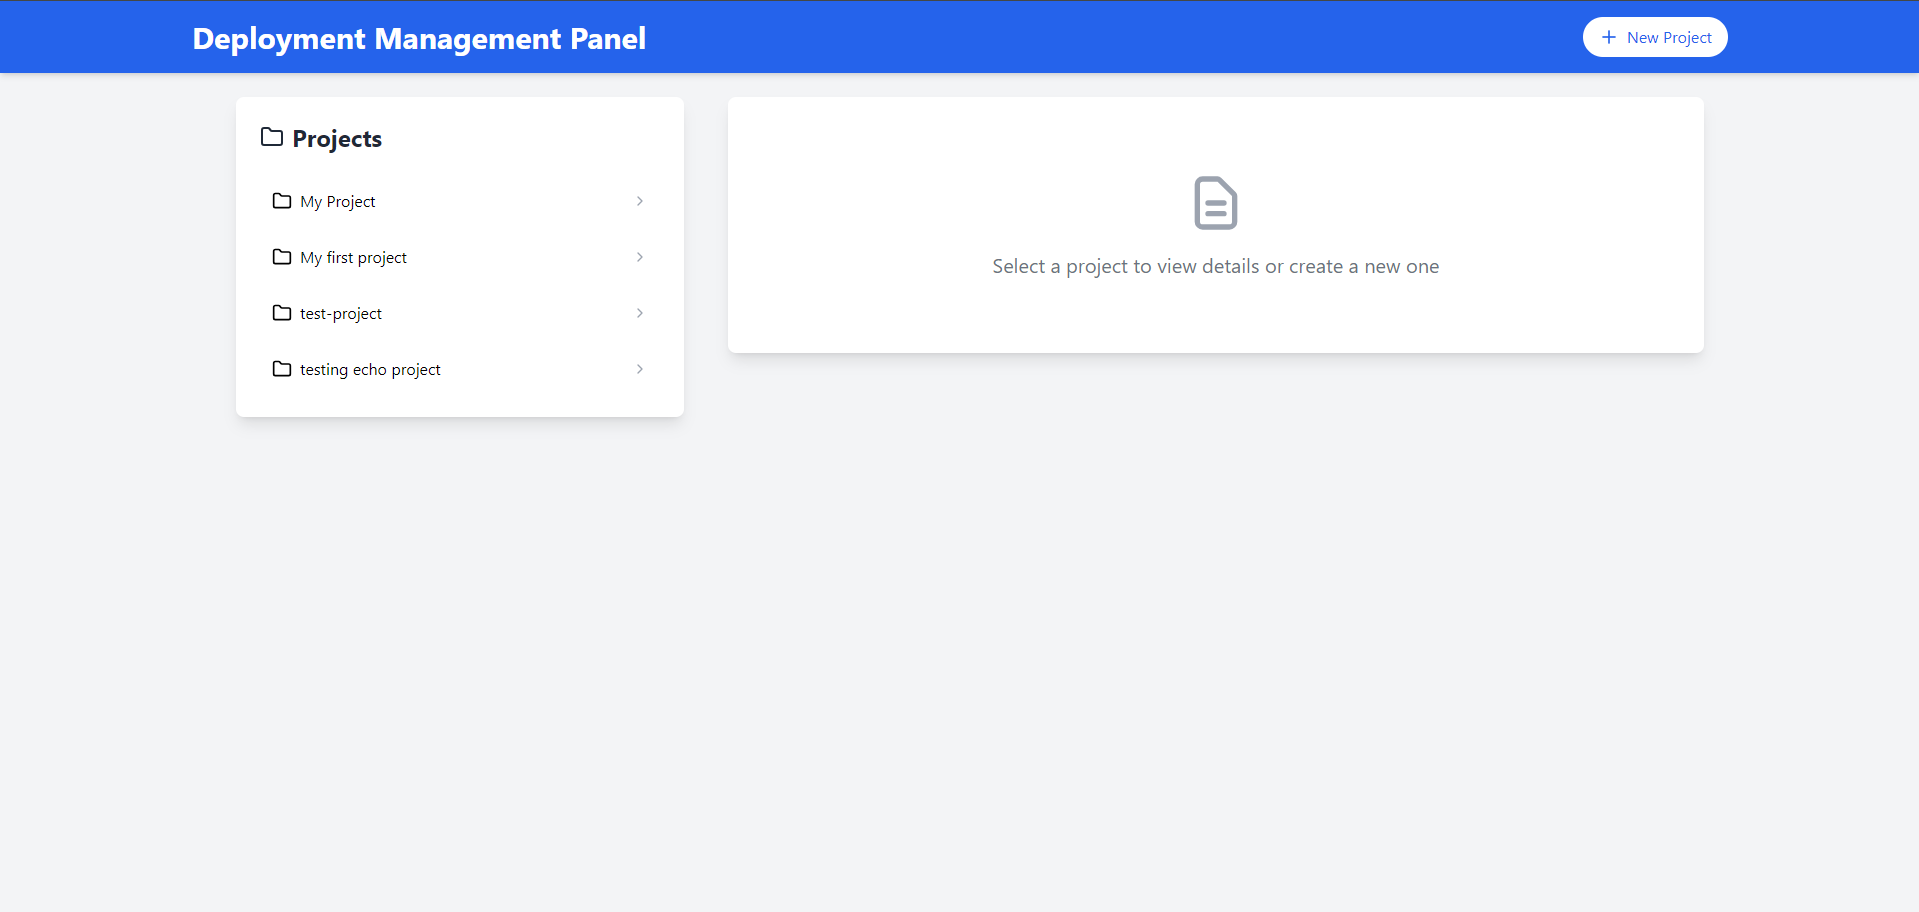 Deployment Management Panel
New Project
Projects
My Project
My first project
test-project
testing echo project
Select a project to view details or create a new one